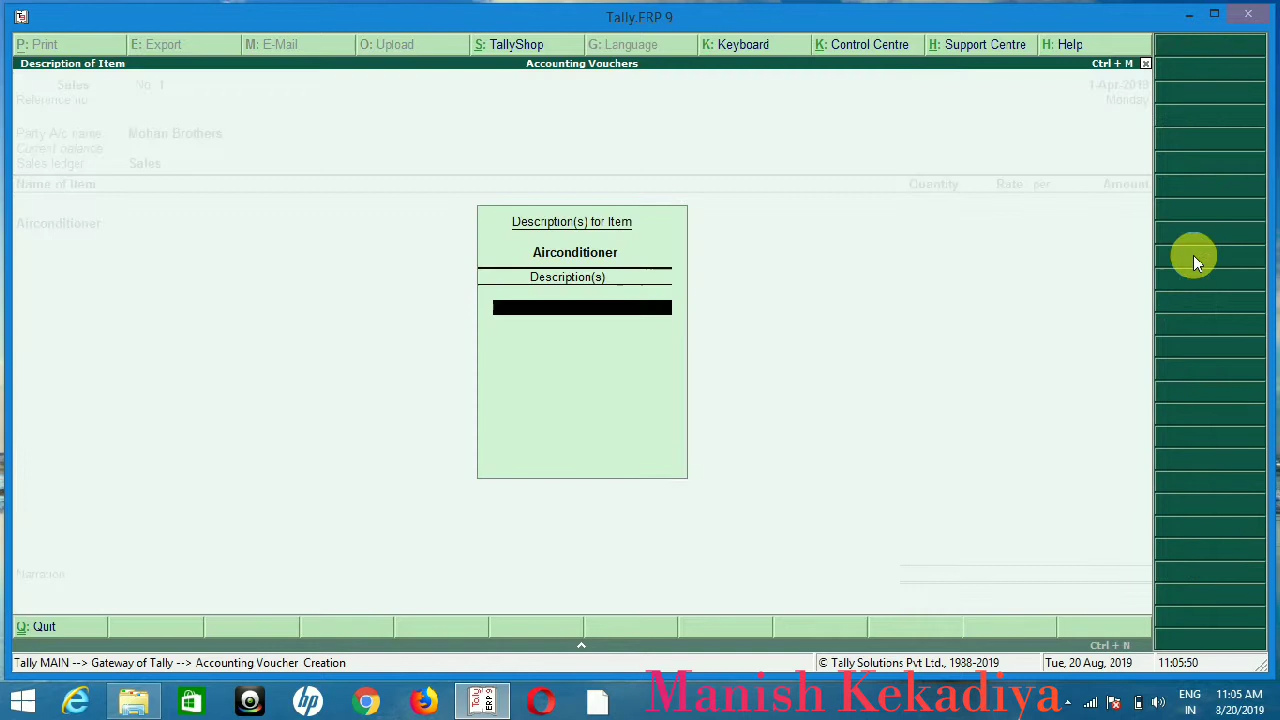 Tally.ERP 9
P: Print E: Export M: E-Mail O: Upload S: TallyShop G: Language K: Keyboard K: Control Centre H: Support Centre H: Help
Description of Item Accounting Vouchers Ctrl + M
Sales No. 1 1-Apr-2019
Reference no. Monday
Party A/c name: Mohan Brothers
Current balance
Sales ledger: Sales
Name of Item Quantity Rate per Amount
Airconditioner
Description(s) for Item
Airconditioner
Description(s)
Narration:
Q: Quit
Ctrl + N
Tally MAIN --> Gateway of Tally --> Accounting Voucher Creation © Tally Solutions Pvt Ltd., 1988-2019 Tue, 20 Aug, 2019 11:05:50
Manish Kekadiya
ENG 11:05 AM
IN 8/20/2019